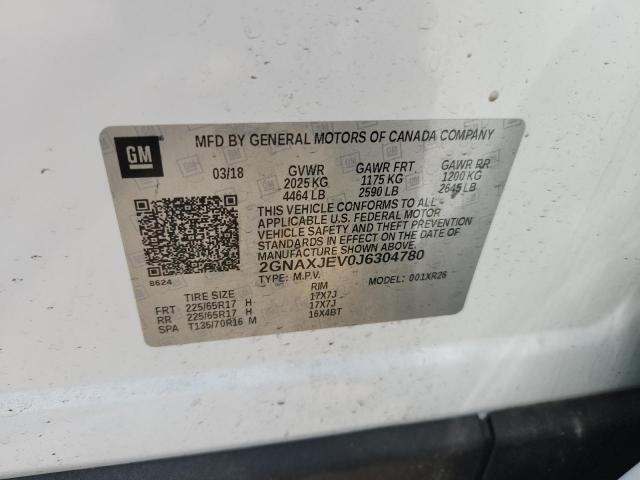 GM
MFD BY GENERAL MOTORS OF CANADA COMPANY
03/18 GVWR GAWR FRT GAWR RR
2025 KG 1175 KG 1200 KG
4464 LB 2590 LB 2645 LB
THIS VEHICLE CONFORMS TO ALL
APPLICABLE U.S. FEDERAL MOTOR
VEHICLE SAFETY AND THEFT
PREVENTION STANDARDS IN EFFECT ON THE DATE OF
MANUFACTURE SHOWN ABOVE.
2GNAXJEV0J6304780
8624
TYPE: M.P.V. MODEL: 001XR26
TIRE SIZE RIM
FRT 225/65R17 H 17X7J
RR 225/65R17 H 17X7J
SPA T135/70R16 M 16X4BT